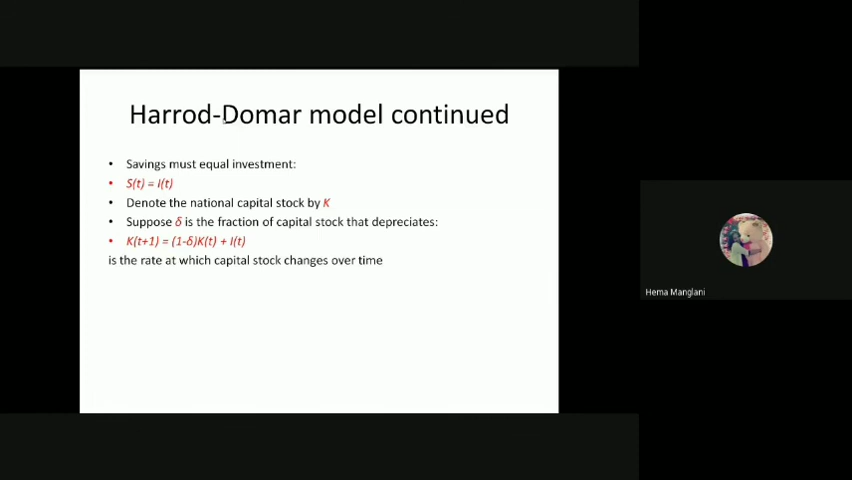 Harrod-Domar model continued
• Savings must equal investment:
• S(t) = I(t)
• Denote the national capital stock by K
• Suppose δ is the fraction of capital stock that depreciates:
• K(t+1) = (1-δ)K(t) + I(t)
is the rate at which capital stock changes over time
Hema Manglani